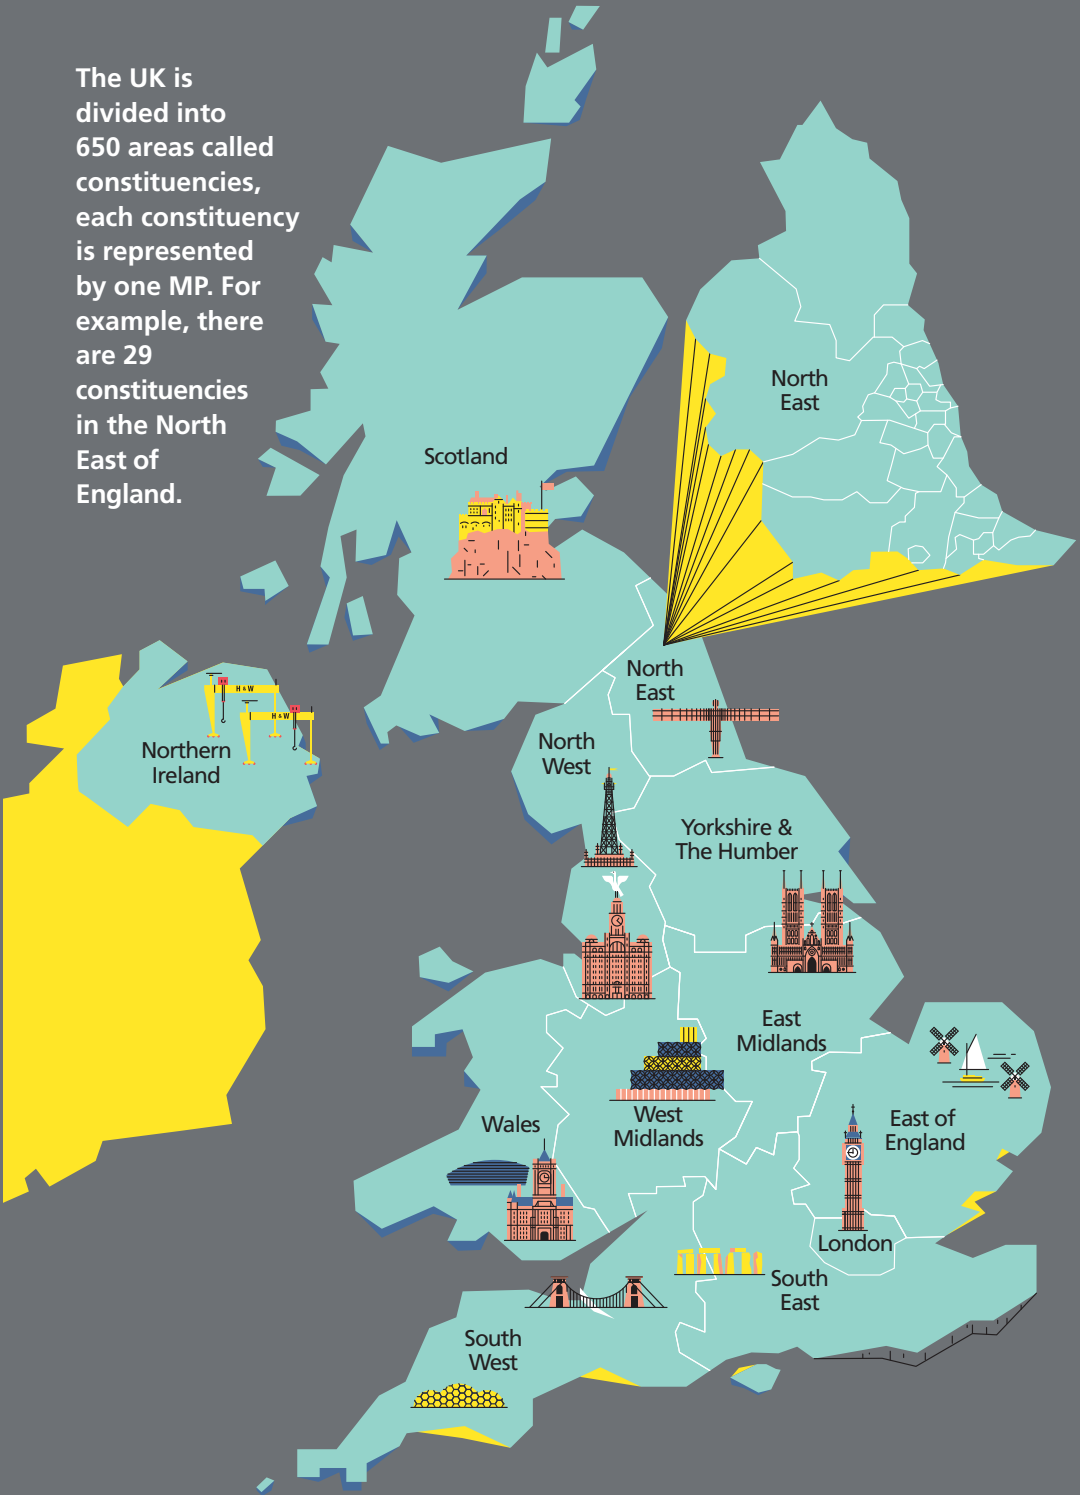 The UK is
divided into
650 areas called
constituencies,
each constituency
is represented
by one MP. For
example, there
are 29
constituencies
in the North
East of
England.
North
East
Scotland
North
East
North
West
H & W
H & W
Northern
Ireland
Yorkshire &
The Humber
East
Midlands
West
Midlands
Wales
East of
England
London
South
East
South
West